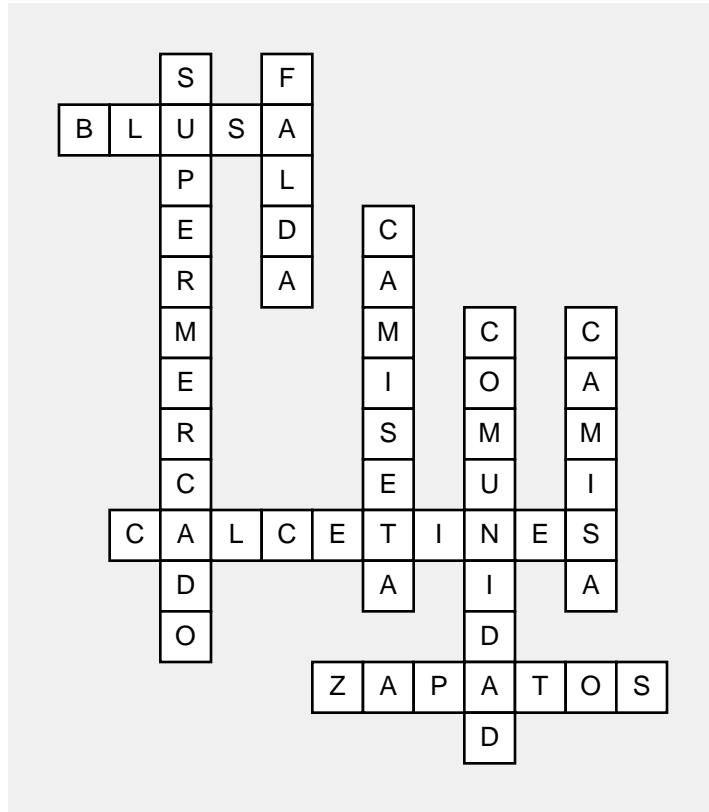 SUPERMERCADO
FALDA
BLUSA
CAMISETA
COMUNIDAD
CAMISA
CALCETINES
ZAPATOS